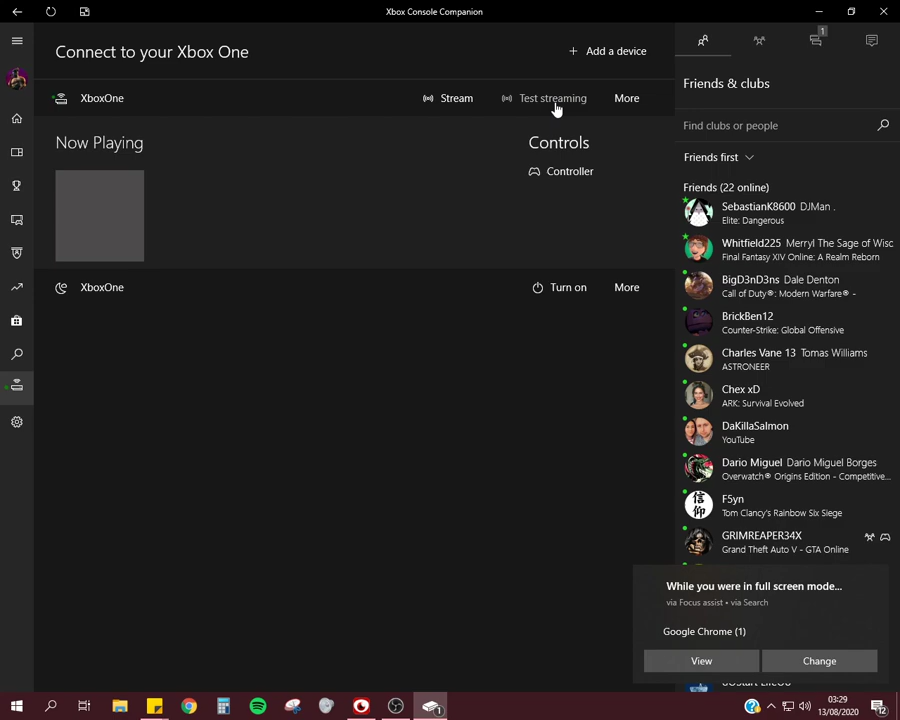 Xbox Console Companion
Connect to your Xbox One
+ Add a device
XboxOne
Stream
Test streaming
More
Now Playing
Controls
Controller
XboxOne
Turn on
More
1
Friends & clubs
Find clubs or people
Friends first
Friends (22 online)
SebastianK8600 DJMan .
Elite: Dangerous
Whitfield225 Merryl The Sage of Wisc
Final Fantasy XIV Online: A Realm Reborn
BigD3nD3ns Dale Denton
Call of Duty®: Modern Warfare® -
BrickBen12
Counter-Strike: Global Offensive
Charles Vane 13 Tomas Williams
ASTRONEER
Chex xD
ARK: Survival Evolved
DaKillaSalmon
YouTube
Dario Miguel Dario Miguel Borges
Overwatch® Origins Edition - Competitive...
信仰
F5yn
Tom Clancy's Rainbow Six Siege
GRIMREAPER34X
Grand Theft Auto V - GTA Online
While you were in full screen mode...
via Focus assist • via Search
Google Chrome (1)
View
Change
1
03:29
13/08/2020
12